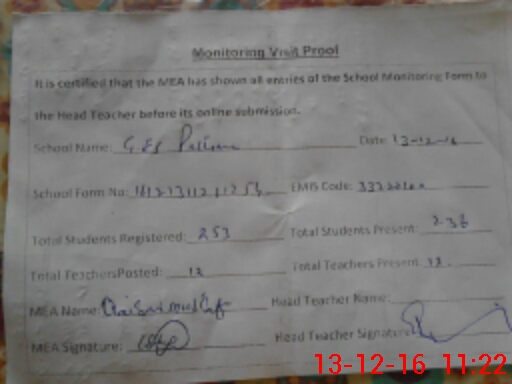 Monitoring Visit Proof
It is certified that the MEA has shown all entries of the School Monitoring Form to
the Head Teacher before its online submission.
School Name: Date: 13-12-16
School Form No: EMIS Code:
Total Students Registered: 253 Total Students Present: 236
Total TeachersPosted: 12 Total Teachers Present: 12
MEA Name: Head Teacher Name:
MEA Signature: Head Teacher Signature
13-12-16 11:22